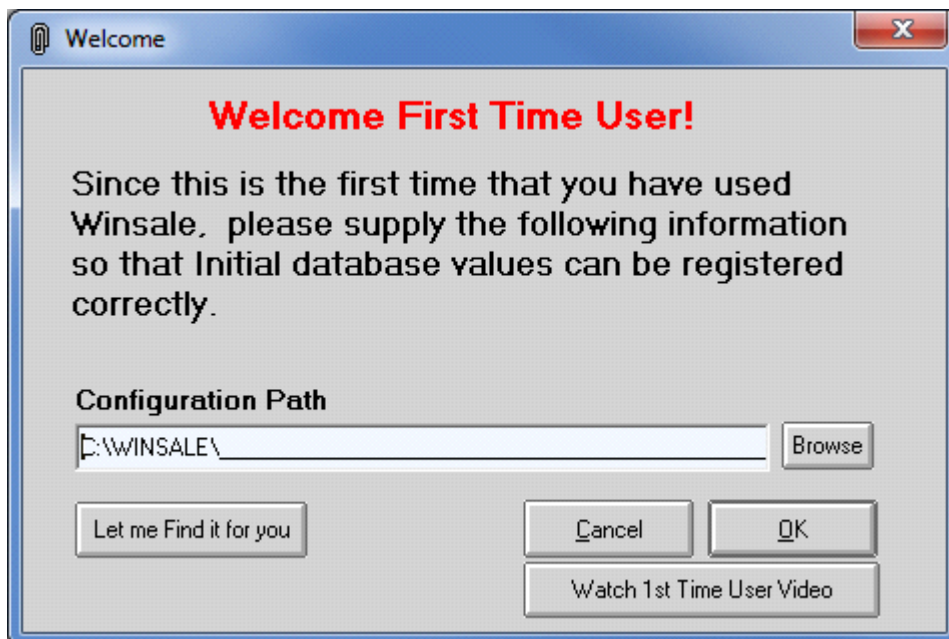 Welcome
X
Welcome First Time User!
Since this is the first time that you have used
Winsale,  please supply the following information
so that Initial database values can be registered
correctly.
Configuration Path
C:\WINSALE\
Browse
Let me Find it for you
Cancel
OK
Watch 1st Time User Video